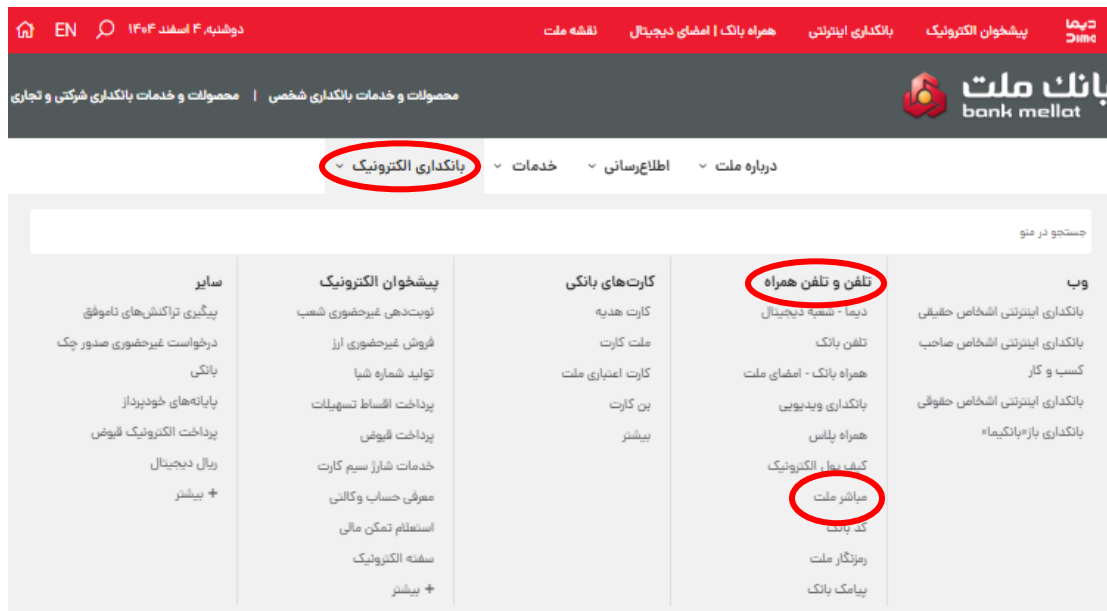 دیما
Dima
پیشخوان الکترونیک
بانکداری اینترنتی
همراه بانک | امضای دیجیتال
نقشه ملت
دوشنبه, ۴ اسفند ۱۴۰۴
EN
بانک ملت
bank mellat
محصولات و خدمات بانکداری شخصی | محصولات و خدمات بانکداری شرکتی و تجاری
درباره ملت
اطلاع‌رسانی
خدمات
بانکداری الکترونیک
جستجو در منو
وب
بانکداری اینترنتی اشخاص حقیقی
بانکداری اینترنتی اشخاص صاحب
کسب و کار
بانکداری اینترنتی اشخاص حقوقی
بانکداری باز«بانکیما»
تلفن و تلفن همراه
دیما - شعبه دیجیتال
تلفن بانک
همراه بانک - امضای ملت
بانکداری ویدیویی
همراه پلاس
کیف پول الکترونیک
مباشر ملت
کد بانک
رمزنگار ملت
پیامک بانک
کارت‌های بانکی
کارت هدیه
ملت کارت
کارت اعتباری ملت
بن کارت
بیشتر
پیشخوان الکترونیک
نوبت‌دهی غیرحضوری شعب
فروش غیرحضوری ارز
تولید شماره شبا
پرداخت اقساط تسهیلات
پرداخت قبوض
خدمات شارژ سیم کارت
معرفی حساب وکالتی
استعلام تمکن مالی
سفته الکترونیک
+ بیشتر
سایر
پیگیری تراکنش‌های ناموفق
درخواست غیرحضوری صدور چک
بانکی
پایانه‌های خودپرداز
پرداخت الکترونیک قبوض
ریال دیجیتال
+ بیشتر